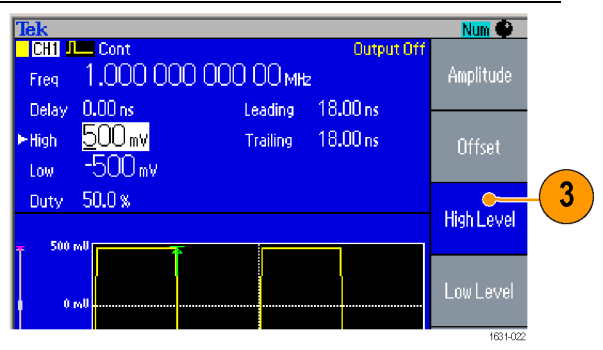 Tek
Num
CH1 Cont Output Off
Freq 1.000 000 000 00 MHz
Delay 0.00 ns Leading 18.00 ns
High 500 mV Trailing 18.00 ns
Low -500 mV
Duty 50.0 %
500 mV
0 mV
Amplitude
Offset
High Level
Low Level
3
1631-022